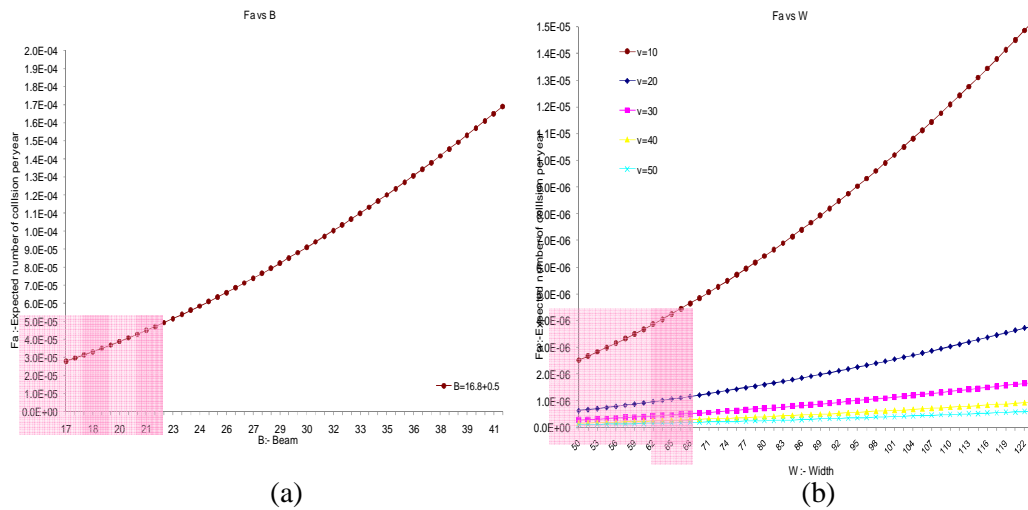 Fa vs B
2.0E-04
1.9E-04
1.8E-04
1.7E-04
1.6E-04
1.5E-04
1.4E-04
1.3E-04
1.2E-04
1.1E-04
1.0E-04
9.0E-05
8.0E-05
7.0E-05
6.0E-05
5.0E-05
4.0E-05
3.0E-05
2.0E-05
1.0E-05
0.0E+00
Fa :-Expected number of collision per year
B=16.8+0.5
17 18 20 21 23 24 26 27 29 30 32 33 35 36 38 39 41
B:- Beam
(a)
Fa vs W
1.5E-05
1.4E-05
1.3E-05
1.2E-05
1.1E-05
1.0E-05
9.0E-06
8.0E-06
7.0E-06
6.0E-06
5.0E-06
4.0E-06
3.0E-06
2.0E-06
1.0E-06
0.0E+00
Fa :-Expected number of collision per year
v=10
v=20
v=30
v=40
v=50
50 53 56 59 62 65 68 71 74 77 80 83 86 89 92 95 98 101 104 107 110 113 116 119 122
W :- Width
(b)